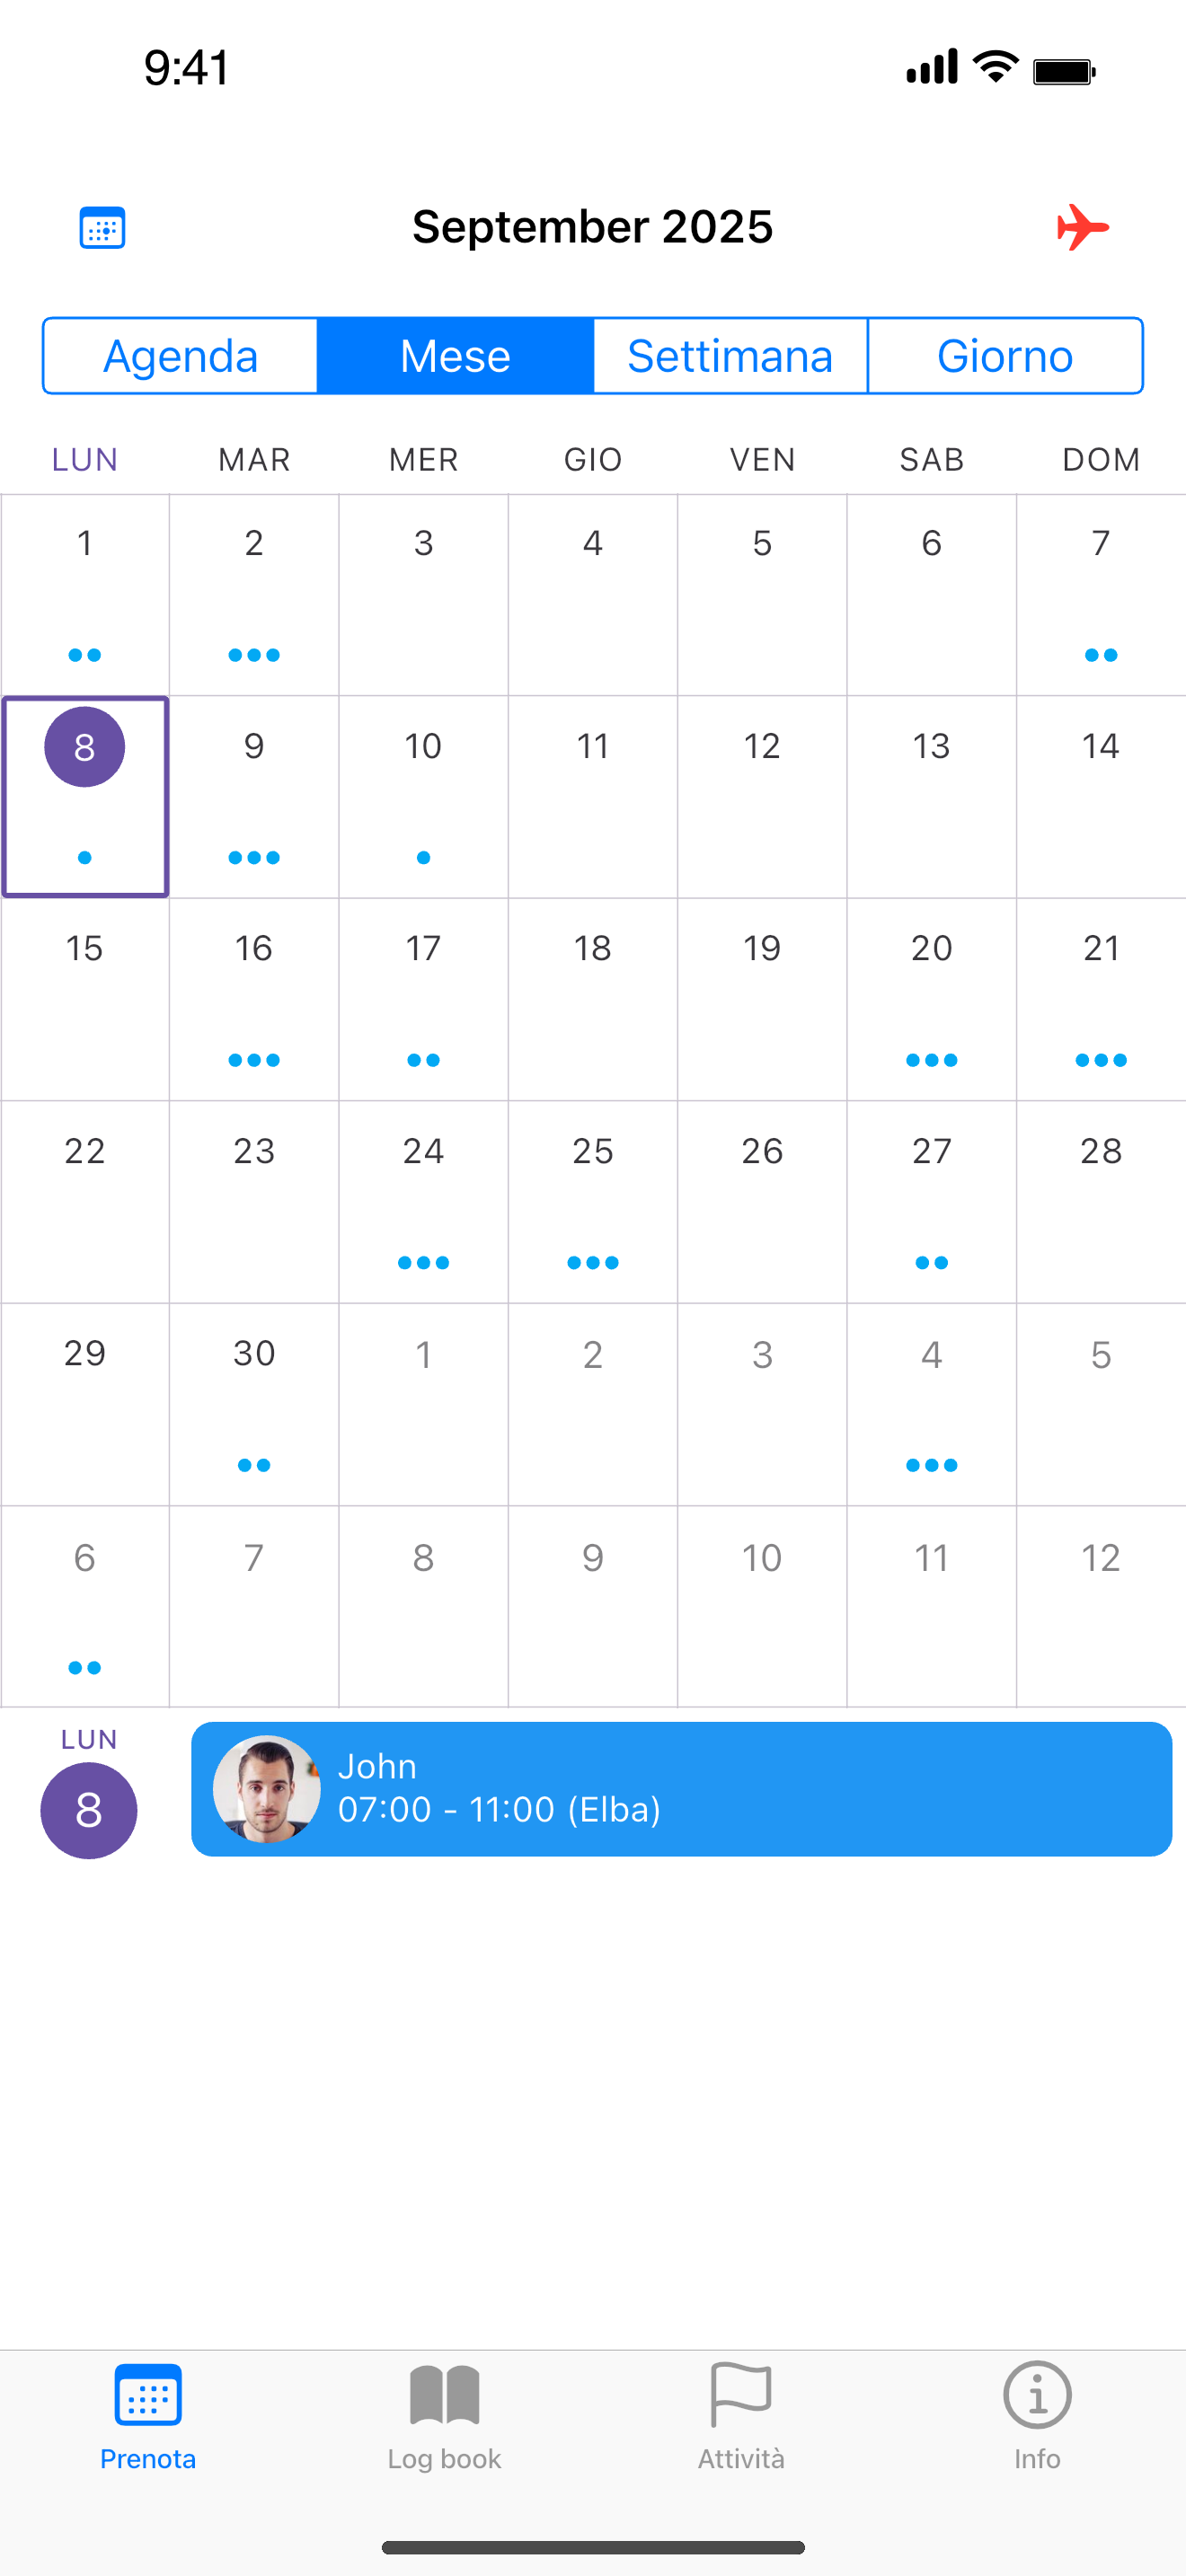 9:41
September 2025
Agenda Mese Settimana Giorno
LUN MAR MER GIO VEN SAB DOM
1 2 3 4 5 6 7
8 9 10 11 12 13 14
15 16 17 18 19 20 21
22 23 24 25 26 27 28
29 30 1 2 3 4 5
6 7 8 9 10 11 12
LUN
8
John
07:00 - 11:00 (Elba)
Prenota Log book Attività Info